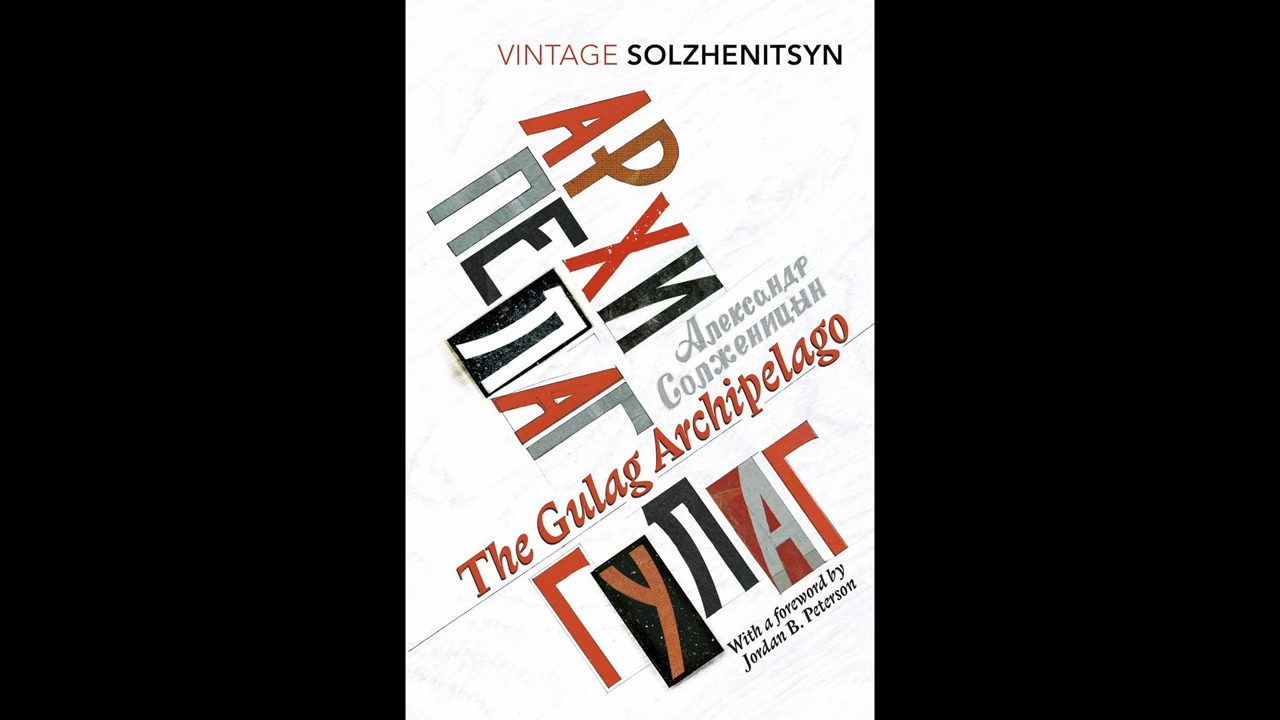 VINTAGE SOLZHENITSYN
АРХИ
ПЕЛАГ
Александр
Солженицын
The Gulag Archipelago
ГУЛАГ
With a foreword by
Jordan B. Peterson